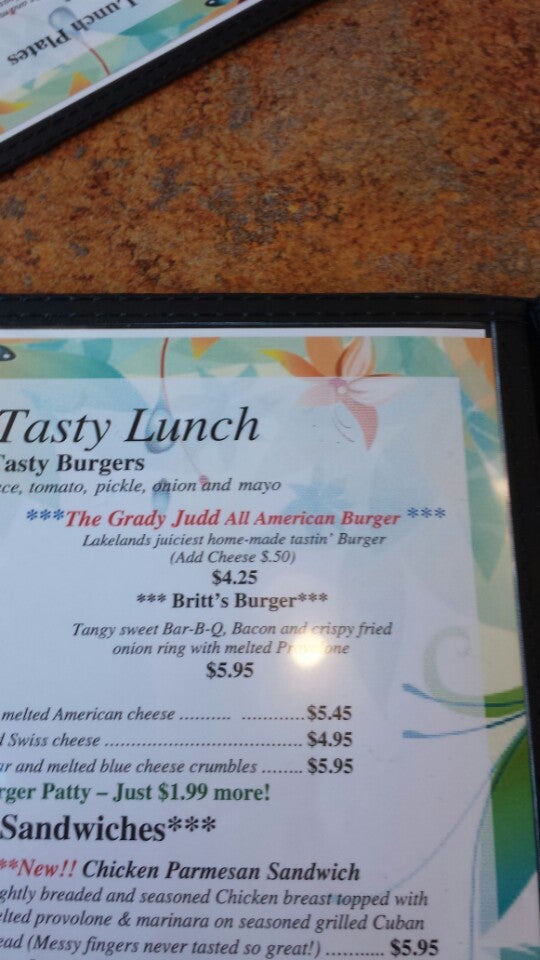 Lunch Plates
Tasty Lunch
Tasty Burgers
tomato, pickle, onion and mayo
***The Grady Judd All American Burger ***
Lakelands juiciest home-made tastin' Burger
(Add Cheese $.50)
$4.25
*** Britt's Burger***
Tangy sweet Bar-B-Q, Bacon and crispy fried
onion ring with melted Provolone
$5.95
melted American cheese .......... ............$5.45
Swiss cheese ...................................... $4.95
and melted blue cheese crumbles ........ $5.95
Patty – Just $1.99 more!
Sandwiches***
**New!! Chicken Parmesan Sandwich
breaded and seasoned Chicken breast topped with
provolone & marinara on seasoned grilled Cuban
(Messy fingers never tasted so great!) ........... $5.95